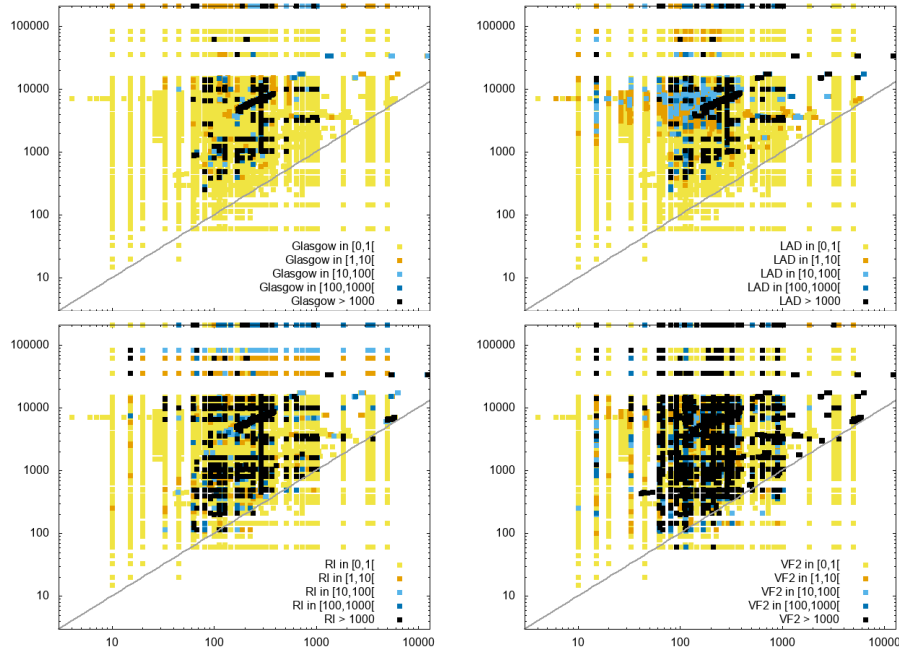 100000
10000
1000
100
10
Glasgow in [0,1[
Glasgow in [1,10[
Glasgow in [10,100[
Glasgow in [100,1000[
Glasgow > 1000
100000
10000
1000
100
10
LAD in [0,1[
LAD in [1,10[
LAD in [10,100[
LAD in [100,1000[
LAD > 1000
100000
10000
1000
100
10
RI in [0,1[
RI in [1,10[
RI in [10,100[
RI in [100,1000[
RI > 1000
10 100 1000 10000
100000
10000
1000
100
10
VF2 in [0,1[
VF2 in [1,10[
VF2 in [10,100[
VF2 in [100,1000[
VF2 > 1000
10 100 1000 10000